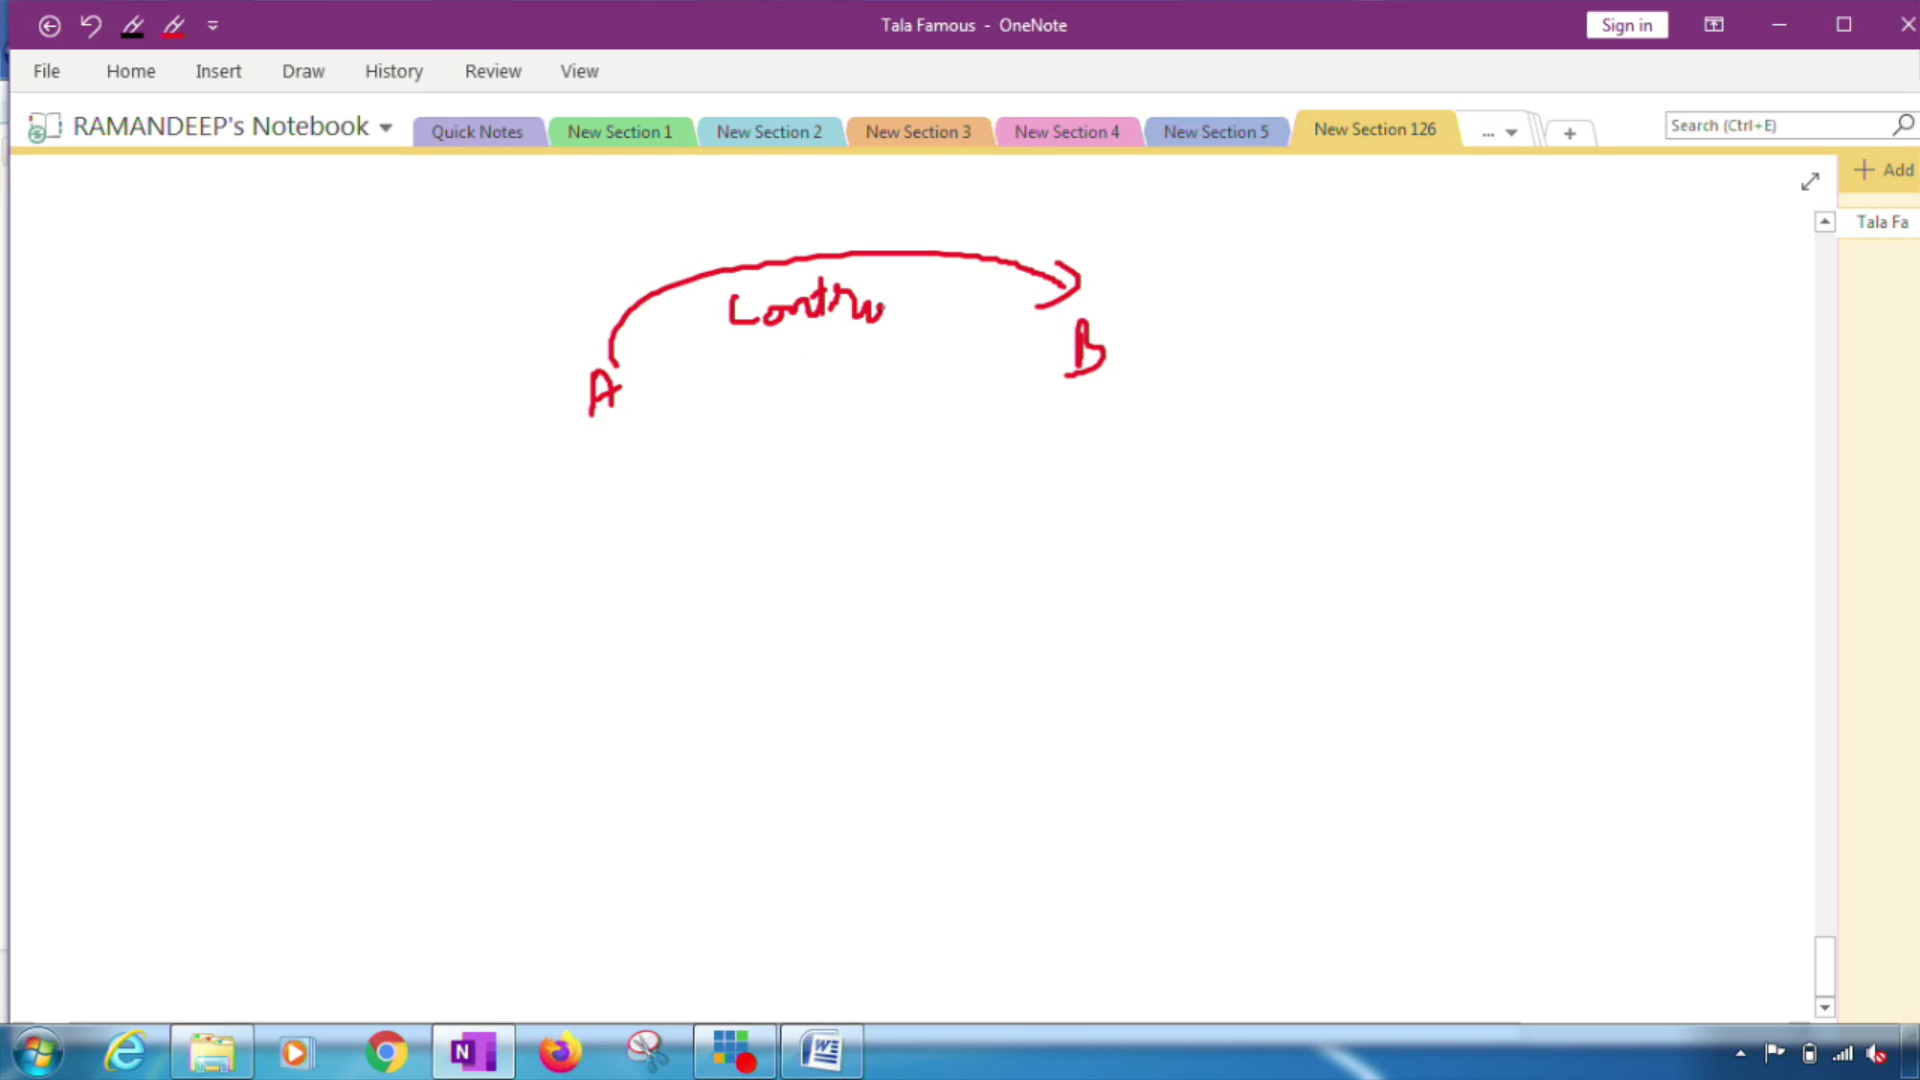 Tala Famous - OneNote
Sign in
File Home Insert Draw History Review View
RAMANDEEP's Notebook
Quick Notes New Section 1 New Section 2 New Section 3 New Section 4 New Section 5 New Section 126 ...
Search (Ctrl+E)
Add
Tala Fa
Contro
B
A